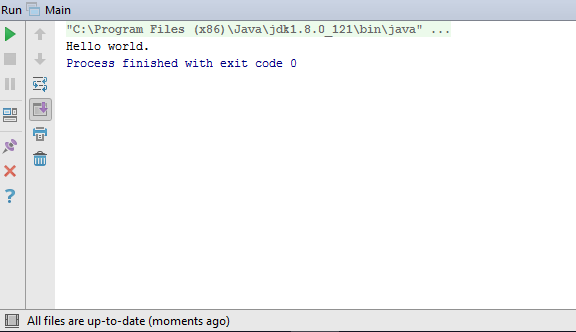 Run Main
"C:\Program Files (x86)\Java\jdk1.8.0_121\bin\java" ...
Hello world.
Process finished with exit code 0
?
All files are up-to-date (moments ago)